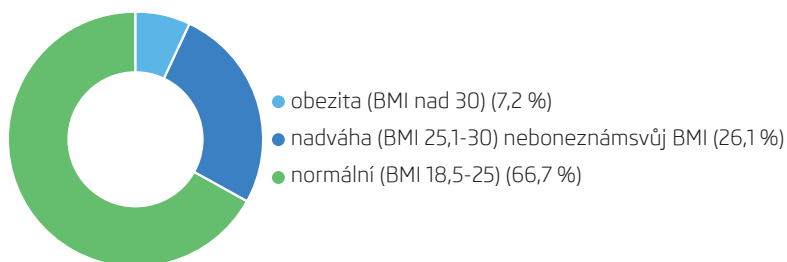 obezita (BMI nad 30) (7,2 %)
nadváha (BMI 25,1-30) neboneznámsvůj BMI (26,1 %)
normální (BMI 18,5-25) (66,7 %)